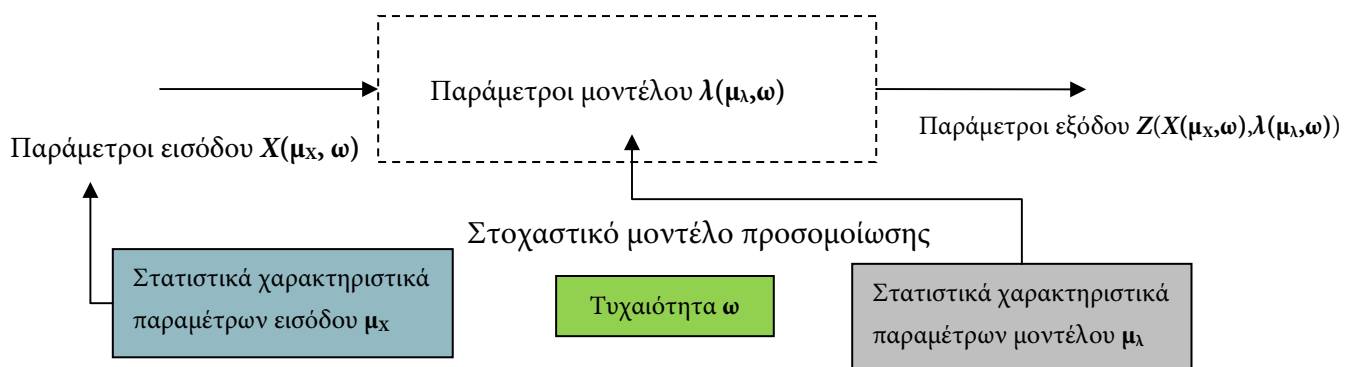 Παράμετροι μοντέλου λ(μλ,ω)
Παράμετροι εξόδου Z(X(μX,ω),λ(μλ,ω))
Παράμετροι εισόδου X(μX, ω)
Στοχαστικό μοντέλο προσομοίωσης
Στατιστικά χαρακτηριστικά
παραμέτρων εισόδου μX
Τυχαιότητα ω
Στατιστικά χαρακτηριστικά
παραμέτρων μοντέλου μλ